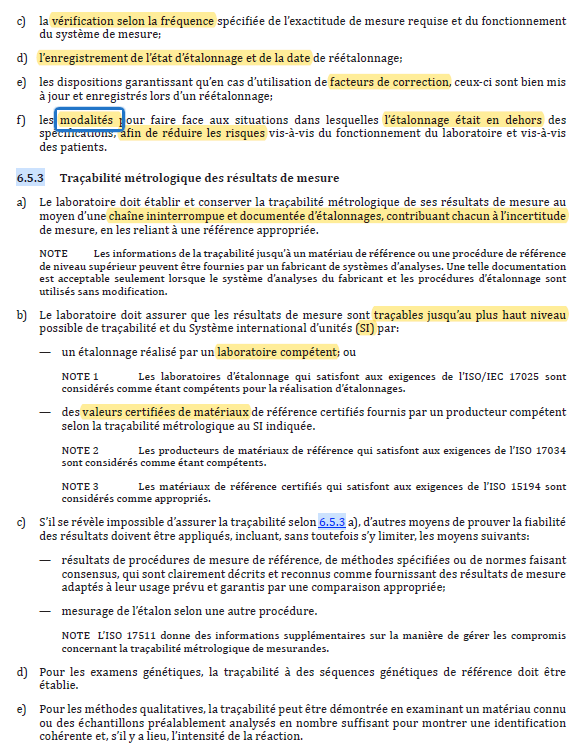 c) la vérification selon la fréquence spécifiée de l'exactitude de mesure requise et du fonctionnement
du système de mesure;
d) l'enregistrement de l'état d'étalonnage et de la date de réétalonnage;
e) les dispositions garantissant qu'en cas d'utilisation de facteurs de correction, ceux-ci sont bien mis
à jour et enregistrés lors d'un réétalonnage;
f) les modalités pour faire face aux situations dans lesquelles l'étalonnage était en dehors des
spécifications, afin de réduire les risques vis-à-vis du fonctionnement du laboratoire et vis-à-vis
des patients.
6.5.3 Traçabilité métrologique des résultats de mesure
a) Le laboratoire doit établir et conserver la traçabilité métrologique de ses résultats de mesure au
moyen d'une chaîne ininterrompue et documentée d'étalonnages, contribuant chacun à l'incertitude
de mesure, en les reliant à une référence appropriée.
NOTE Les informations de la traçabilité jusqu'à un matériau de référence ou une procédure de référence
de niveau supérieur peuvent être fournies par un fabricant de systèmes d'analyses. Une telle documentation
est acceptable seulement lorsque le système d'analyses du fabricant et les procédures d'étalonnage sont
utilisés sans modification.
b) Le laboratoire doit assurer que les résultats de mesure sont traçables jusqu'au plus haut niveau
possible de traçabilité et du Système international d'unités (SI) par:
— un étalonnage réalisé par un laboratoire compétent; ou
NOTE 1 Les laboratoires d'étalonnage qui satisfont aux exigences de l'ISO/IEC 17025 sont
considérés comme étant compétents pour la réalisation d'étalonnages.
— des valeurs certifiées de matériaux de référence certifiés fournis par un producteur compétent
selon la traçabilité métrologique au SI indiquée.
NOTE 2 Les producteurs de matériaux de référence qui satisfont aux exigences de l'ISO 17034
sont considérés comme étant compétents.
NOTE 3 Les matériaux de référence certifiés qui satisfont aux exigences de l'ISO 15194 sont
considérés comme appropriés.
c) S'il se révèle impossible d'assurer la traçabilité selon 6.5.3 a), d'autres moyens de prouver la fiabilité
des résultats doivent être appliqués, incluant, sans toutefois s'y limiter, les moyens suivants:
— résultats de procédures de mesure de référence, de méthodes spécifiées ou de normes faisant
consensus, qui sont clairement décrits et reconnus comme fournissant des résultats de mesure
adaptés à leur usage prévu et garantis par une comparaison appropriée;
— mesurage de l'étalon selon une autre procédure.
NOTE L'ISO 17511 donne des informations supplémentaires sur la manière de gérer les compromis
concernant la traçabilité métrologique de mesurandes.
d) Pour les examens génétiques, la traçabilité à des séquences génétiques de référence doit être
établie.
e) Pour les méthodes qualitatives, la traçabilité peut être démontrée en examinant un matériau connu
ou des échantillons préalablement analysés en nombre suffisant pour montrer une identification
cohérente et, s'il y a lieu, l'intensité de la réaction.